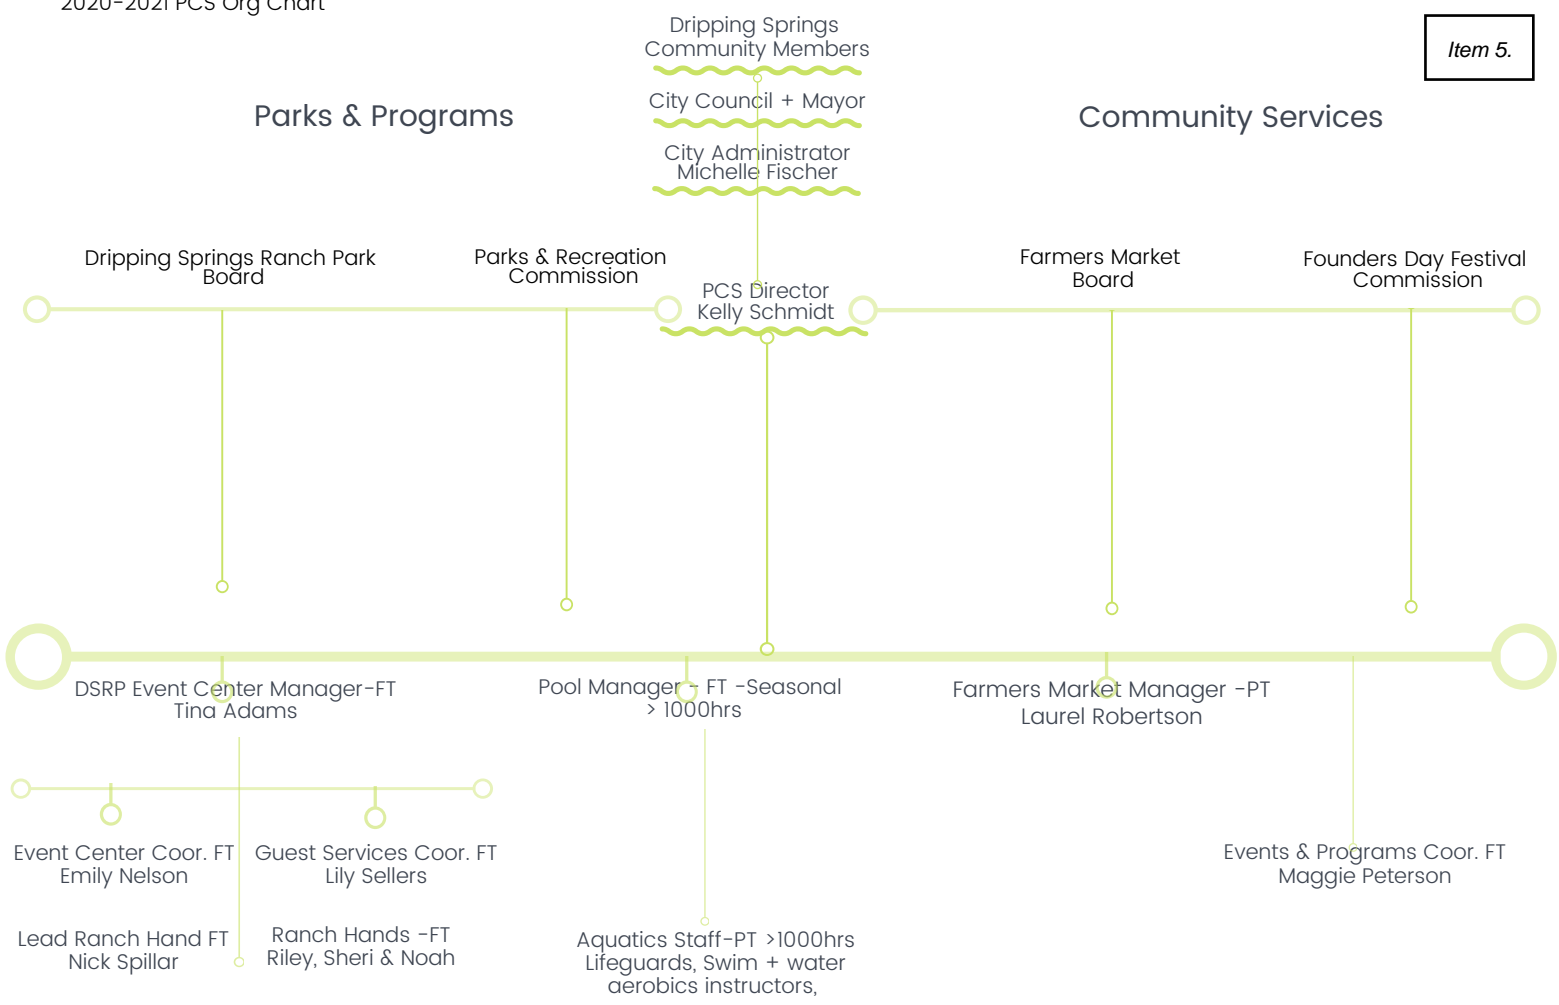 2020-2021 PCS Org Chart
Dripping Springs
Community Members
Item 5.
City Council + Mayor
Parks & Programs
Community Services
City Administrator
Michelle Fischer
Dripping Springs Ranch Park
Board
Parks & Recreation
Commission
Farmers Market
Board
Founders Day Festival
Commission
PCS Director
Kelly Schmidt
DSRP Event Center Manager-FT
Tina Adams
Pool Manager - FT -Seasonal
> 1000hrs
Farmers Market Manager -PT
Laurel Robertson
Event Center Coor. FT
Emily Nelson
Guest Services Coor. FT
Lily Sellers
Events & Programs Coor. FT
Maggie Peterson
Lead Ranch Hand FT
Nick Spillar
Ranch Hands -FT
Riley, Sheri & Noah
Aquatics Staff-PT >1000hrs
Lifeguards, Swim + water
aerobics instructors,